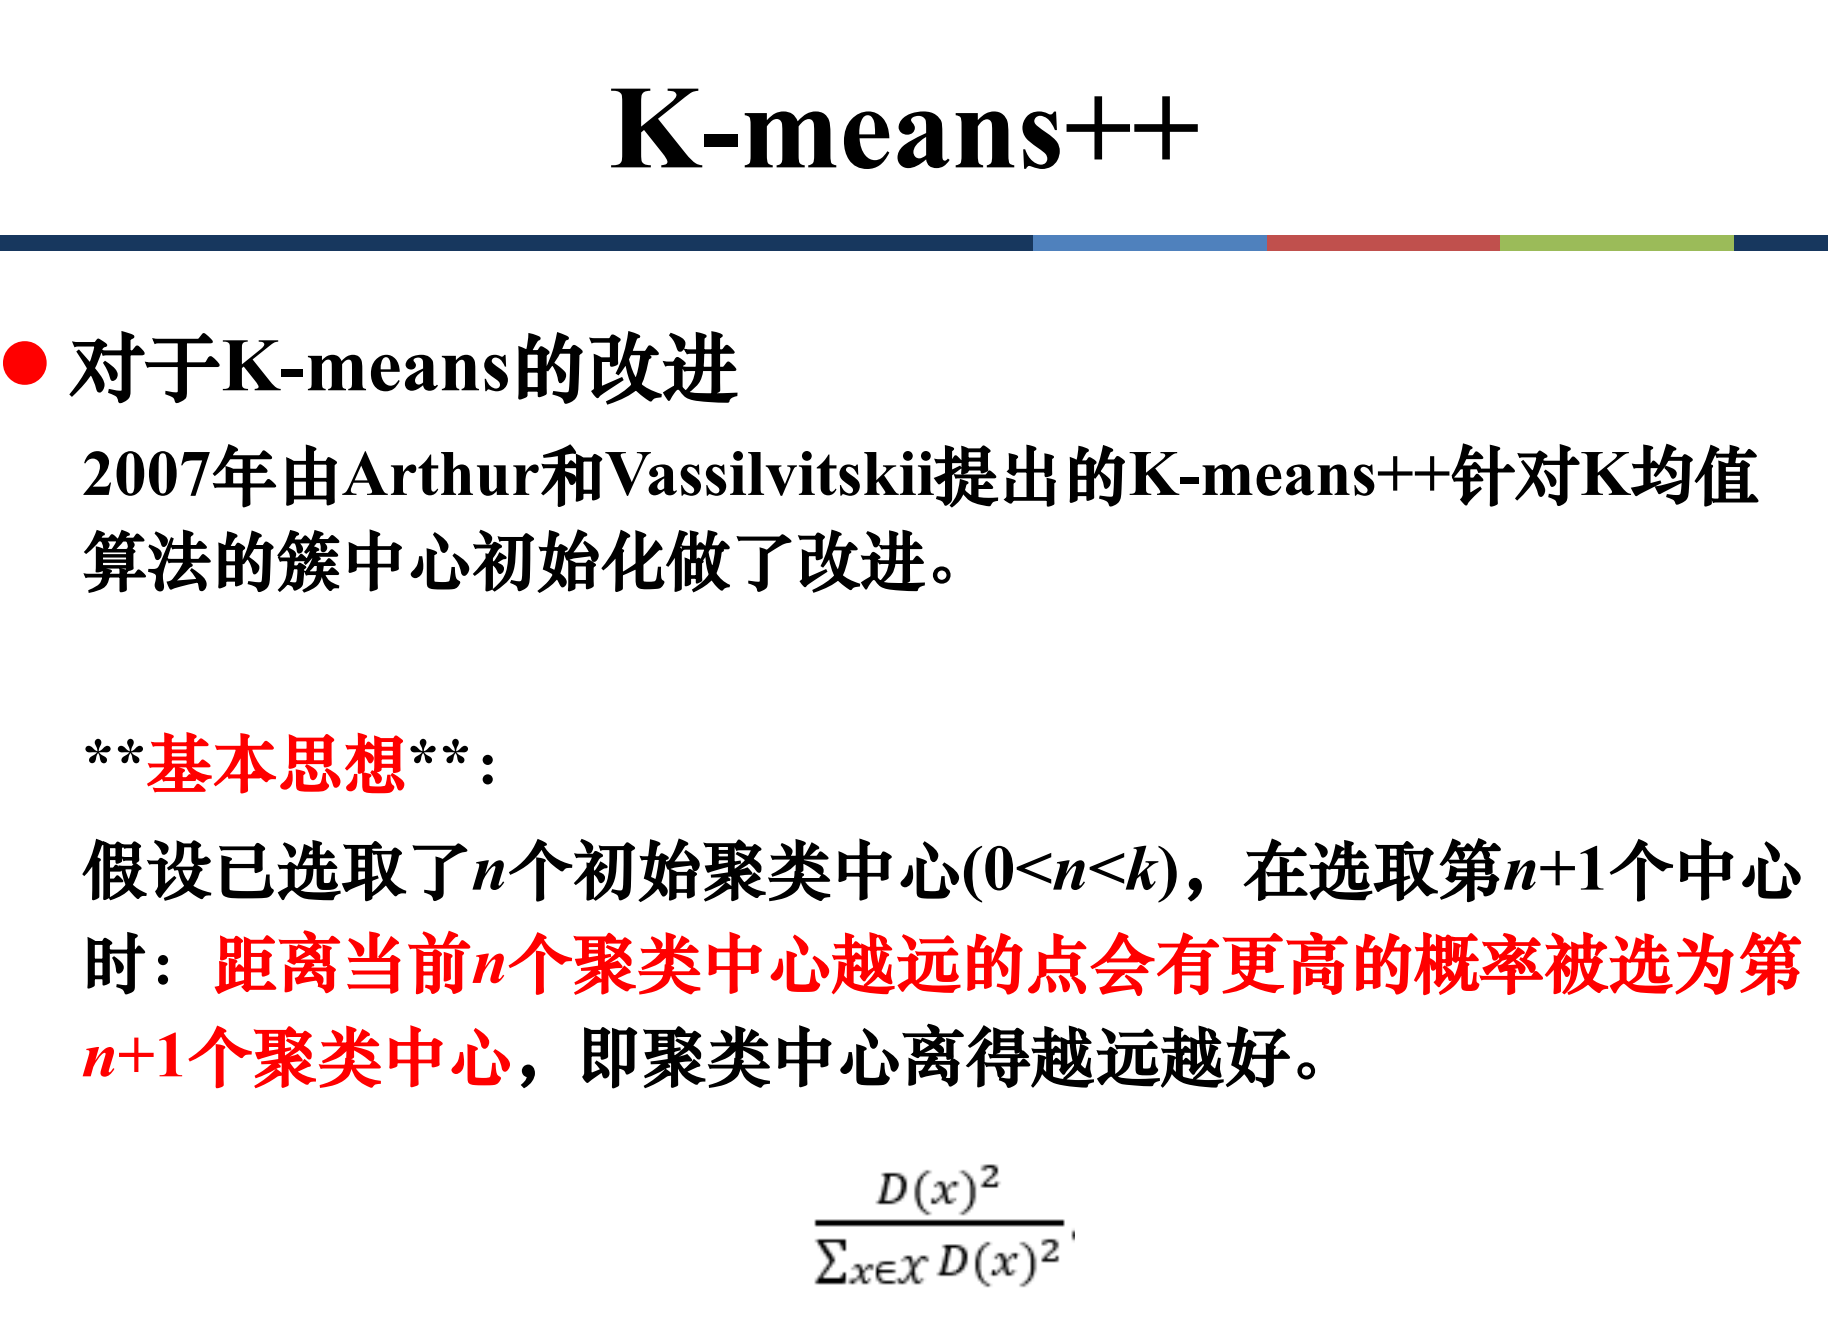 K-means++
对于K-means的改进
2007年由Arthur和Vassilvitskii提出的K-means++针对K均值
算法的簇中心初始化做了改进。
**基本思想**：
假设已选取了n个初始聚类中心(0<n<k)，在选取第n+1个中心
时：距离当前n个聚类中心越远的点会有更高的概率被选为第
n+1个聚类中心，即聚类中心离得越远越好。
D(x)²
∑x∈X D(x)²